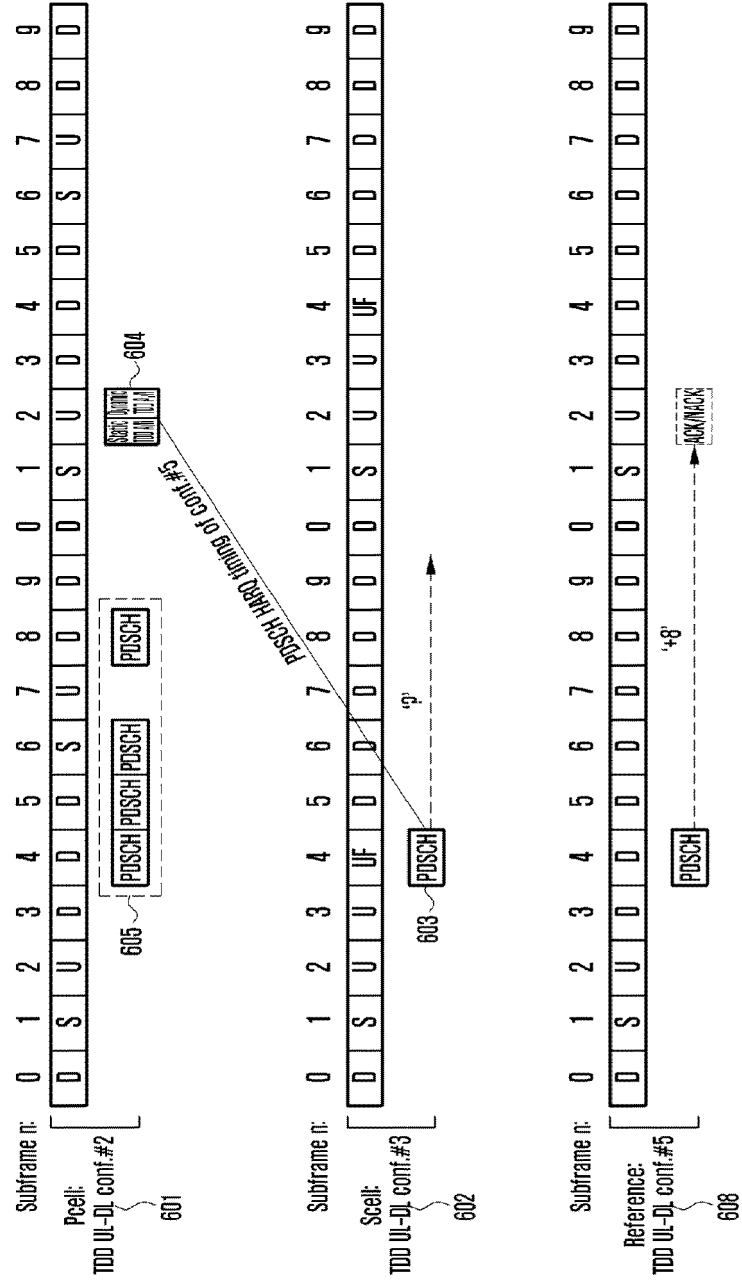 Subframe n: 0 1 2 3 4 5 6 7 8 9 0 1 2 3 4 5 6 7 8 9
Pcell:
TDD UL-DL conf.#2
D S U D D D S U D D D S U D D D S U D D
601
PDSCH PDSCH PDSCH PDSCH
605
Static Dynamic
TDD A/N TDD A/N
604
PDSCH HARQ timing of conf.#5
Subframe n: 0 1 2 3 4 5 6 7 8 9 0 1 2 3 4 5 6 7 8 9
Scell:
TDD UL-DL conf.#3
D S U U UF D D D D D D S U U UF D D D D D
602
PDSCH
603
'?'
Subframe n: 0 1 2 3 4 5 6 7 8 9 0 1 2 3 4 5 6 7 8 9
Reference:
TDD UL-DL conf.#5
D S U D D D D D D D D S U D D D D D D D
608
PDSCH
'+8'
ACK/NACK